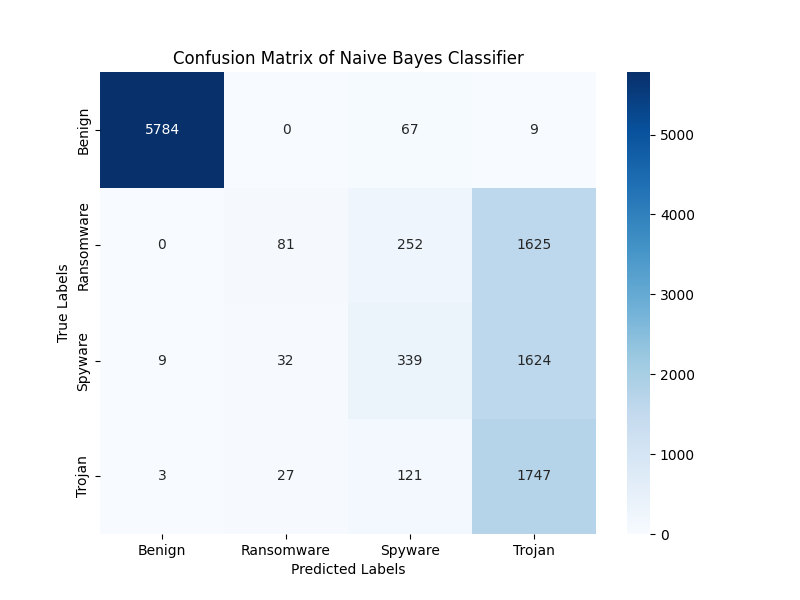 Confusion Matrix of Naive Bayes Classifier
True Labels
Benign
5784 0 67 9
Ransomware
0 81 252 1625
Spyware
9 32 339 1624
Trojan
3 27 121 1747
Benign Ransomware Spyware Trojan
Predicted Labels
5000
4000
3000
2000
1000
0